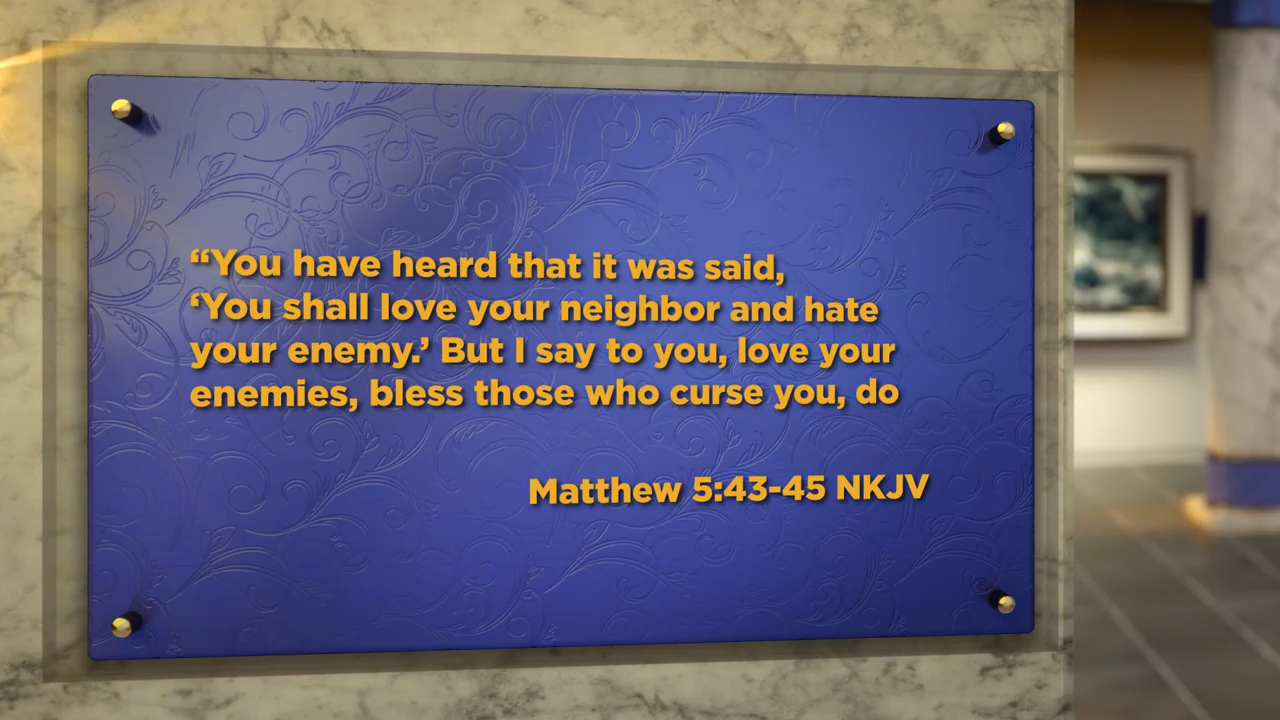 “You have heard that it was said,
‘You shall love your neighbor and hate
your enemy.’ But I say to you, love your
enemies, bless those who curse you, do
Matthew 5:43-45 NKJV